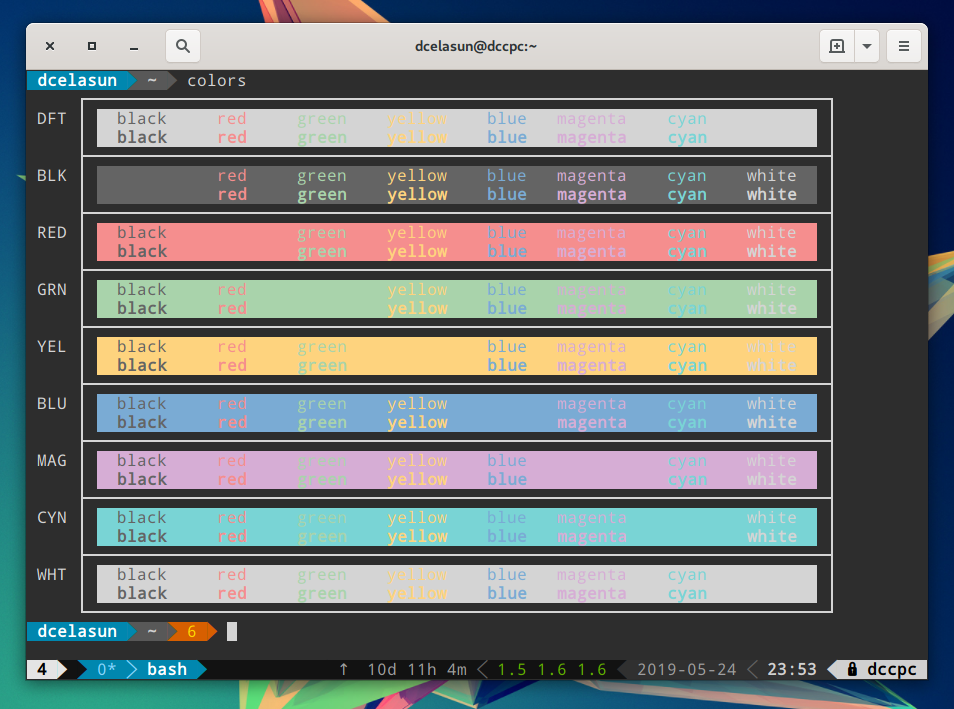 dcelasun@dccpc:~
dcelasun ~ colors
DFT black red green yellow blue magenta cyan
black red green yellow blue magenta cyan
BLK red green yellow blue magenta cyan white
red green yellow blue magenta cyan white
RED black green yellow blue magenta cyan white
black green yellow blue magenta cyan white
GRN black red yellow blue magenta cyan white
black red yellow blue magenta cyan white
YEL black red green blue magenta cyan white
black red green blue magenta cyan white
BLU black red green yellow magenta cyan white
black red green yellow magenta cyan white
MAG black red green yellow blue cyan white
black red green yellow blue cyan white
CYN black red green yellow blue magenta white
black red green yellow blue magenta white
WHT black red green yellow blue magenta cyan
black red green yellow blue magenta cyan
dcelasun ~ 6
4 0* bash ↑ 10d 11h 4m 1.5 1.6 1.6 2019-05-24 23:53 dccpc